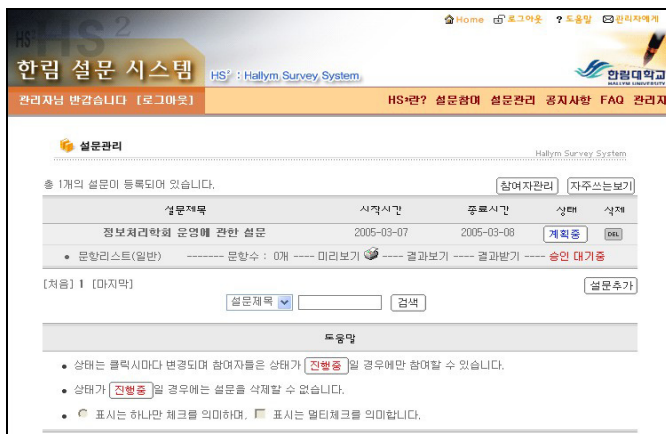 Home 로그아웃 ? 도움말 관리자에게
HS²
한림 설문 시스템 HS² : Hallym Survey System
한림대학교
HALLYM UNIVERSITY
관리자님 반갑습니다 [로그아웃] HS²란? 설문참여 설문관리 공지사항 FAQ 관리자
설문관리
Hallym Survey System
총 1개의 설문이 등록되어 있습니다. 참여자관리 자주쓰는보기
설문제목 시작시간 종료시간 상태 삭제
정보처리학회 운영에 관한 설문 2005-03-07 2005-03-08 계획중 DEL
• 문항리스트(일반) ------- 문항수 : 0개 ---- 미리보기 ---- 결과보기 ---- 결과받기 ---- 승인 대기중
[처음] 1 [마지막] 설문추가
설문제목 검색
도움말
• 상태는 클릭시마다 변경되며 참여자들은 상태가 진행중 일 경우에만 참여할 수 있습니다.
• 상태가 진행중 일 경우에는 설문을 삭제할 수 없습니다.
• 표시는 하나만 체크를 의미하며, 표시는 멀티체크를 의미합니다.